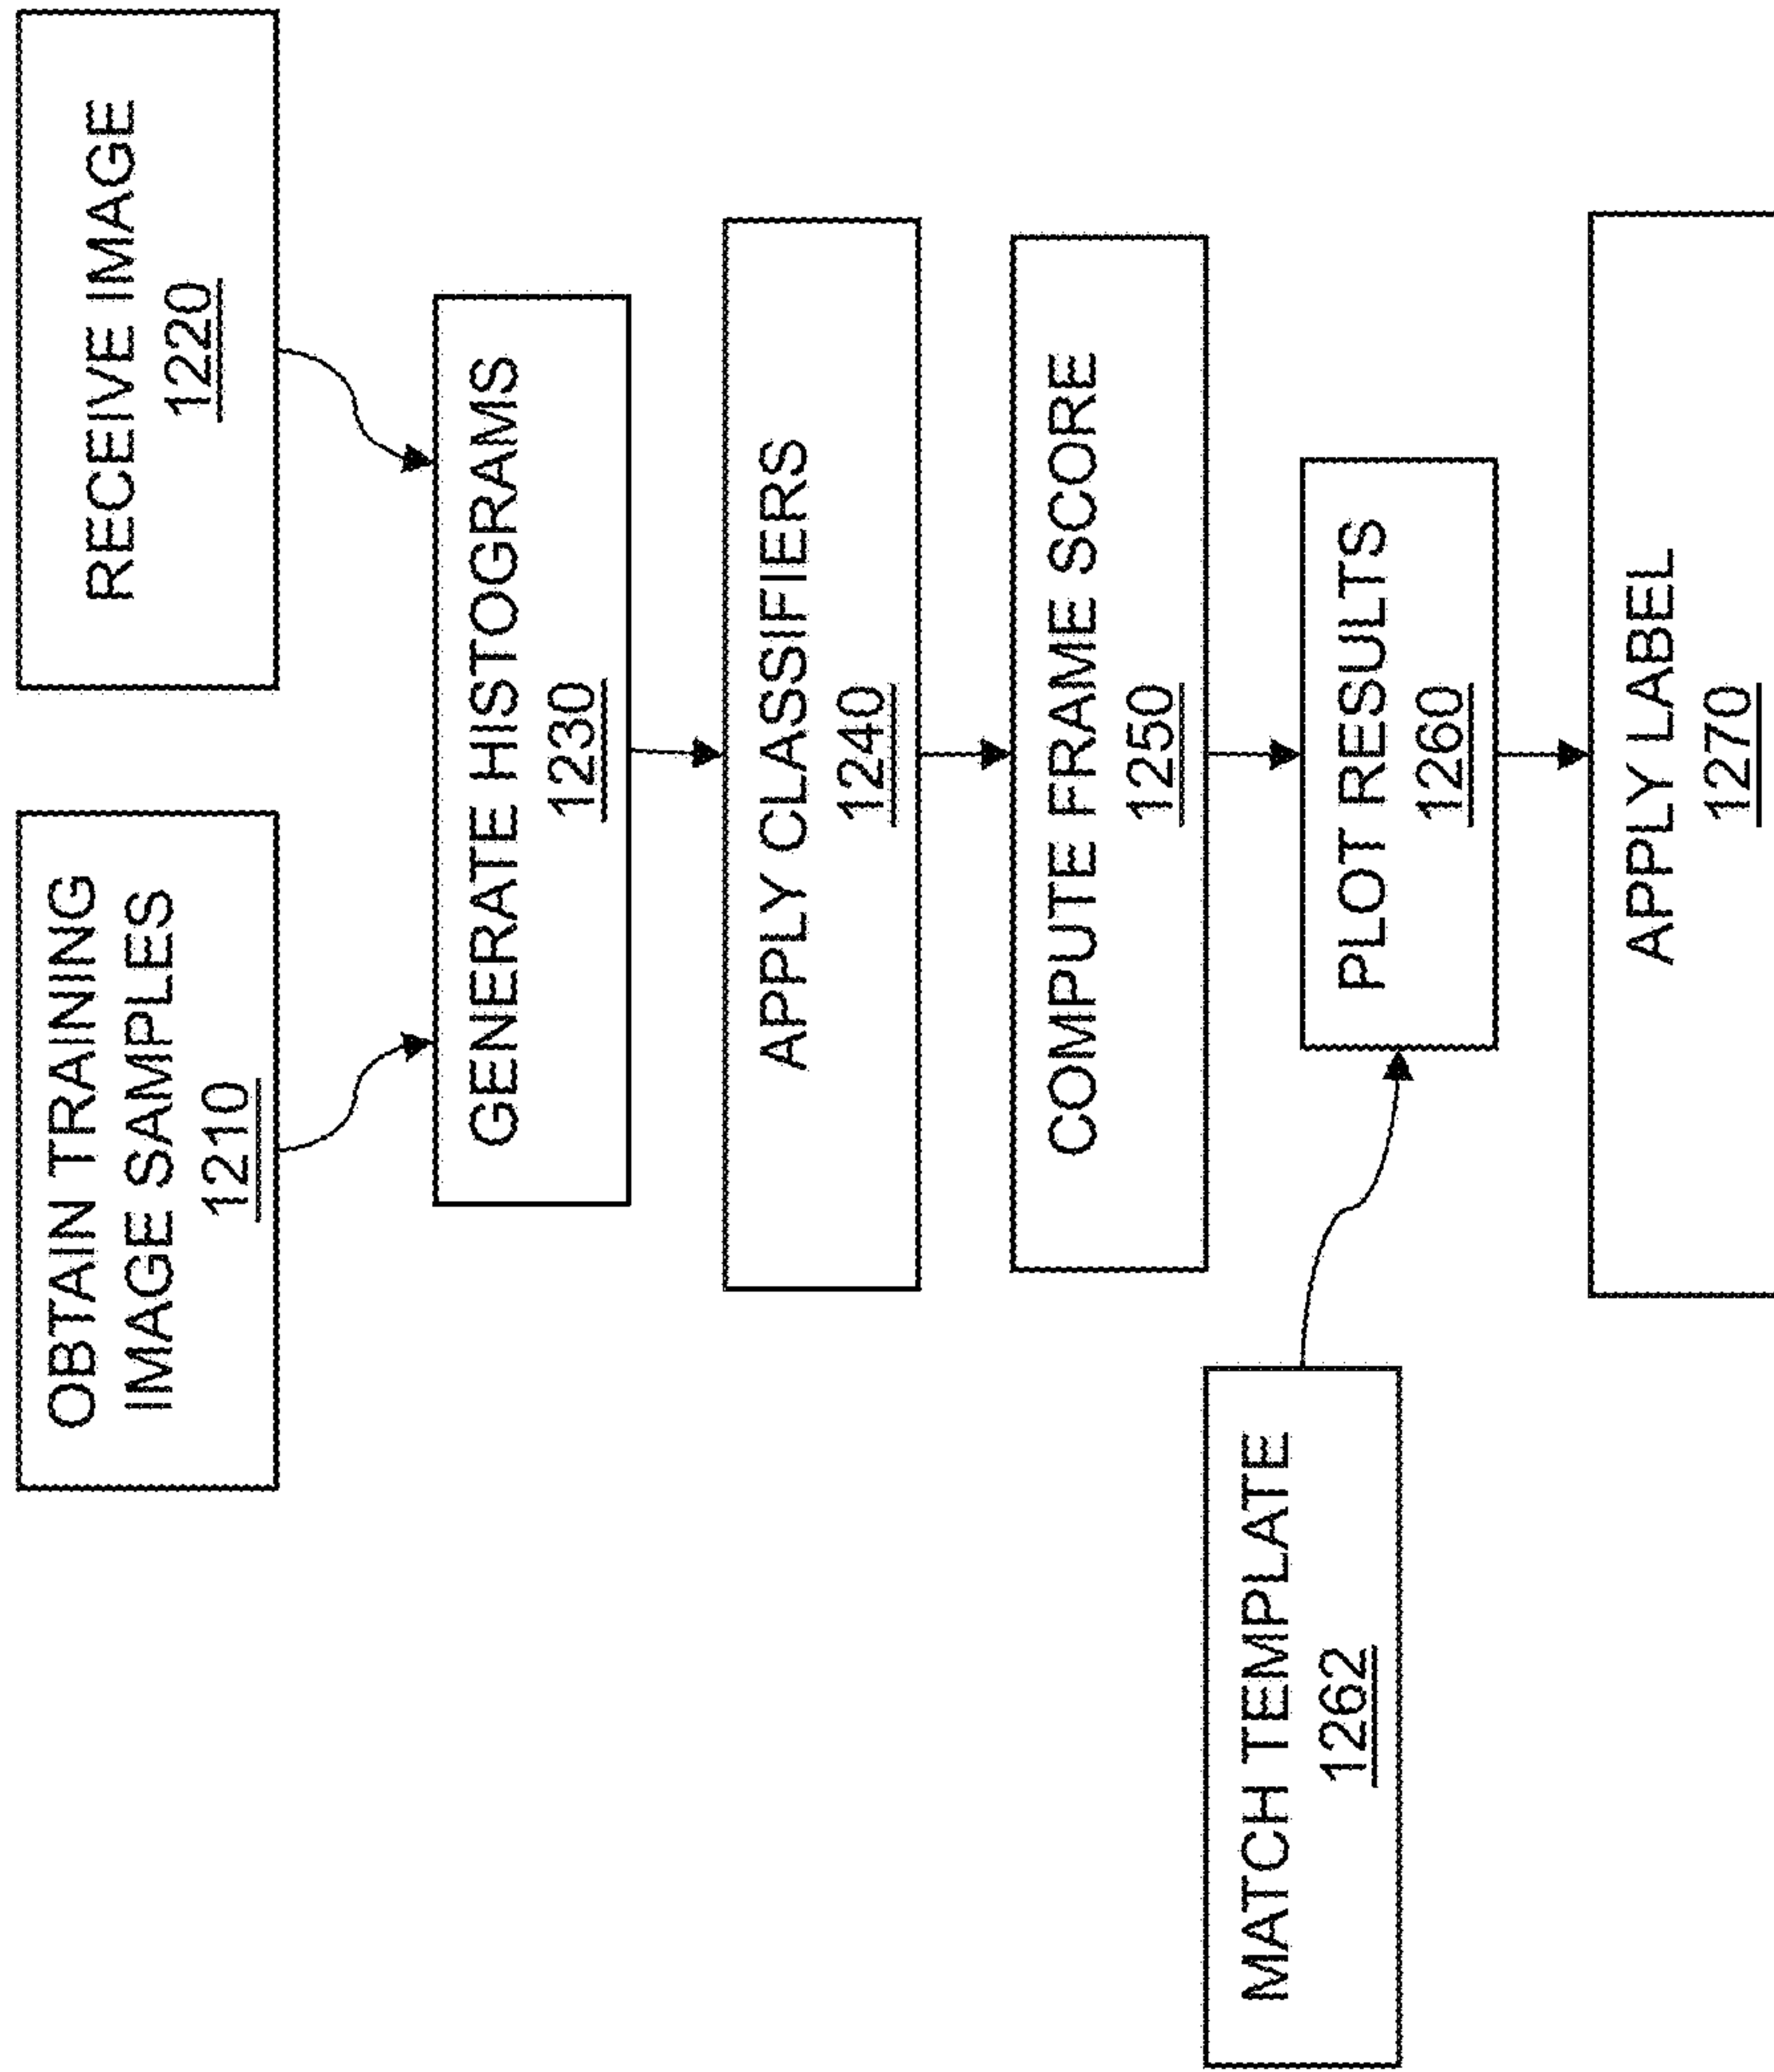 OBTAIN TRAINING
IMAGE SAMPLES
1210
RECEIVE IMAGE
1220
GENERATE HISTOGRAMS
1230
APPLY CLASSIFIERS
1240
COMPUTE FRAME SCORE
1250
MATCH TEMPLATE
1262
PLOT RESULTS
1260
APPLY LABEL
1270